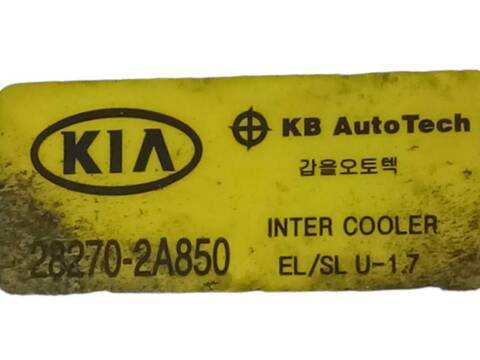 KIA
KB AutoTech
갑을오토텍
28270-2A850
INTER COOLER
EL/SL U-1.7